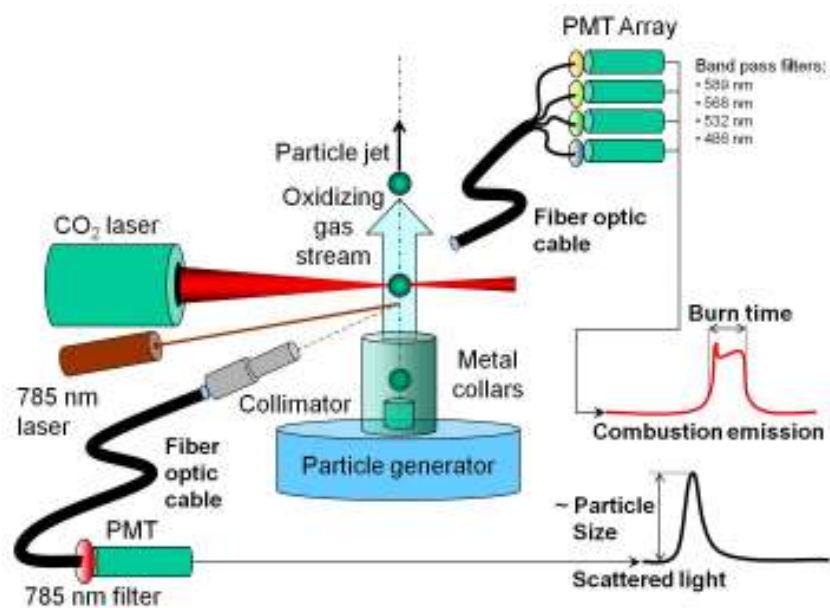 PMT Array
Band pass filters:
• 589 nm
• 568 nm
• 532 nm
• 486 nm
Particle jet
Oxidizing
gas
stream
CO₂ laser
Fiber optic
cable
Burn time
785 nm
laser
Collimator
Metal
collars
Combustion emission
Fiber
optic
cable
Particle generator
~ Particle
Size
PMT
Scattered light
785 nm filter